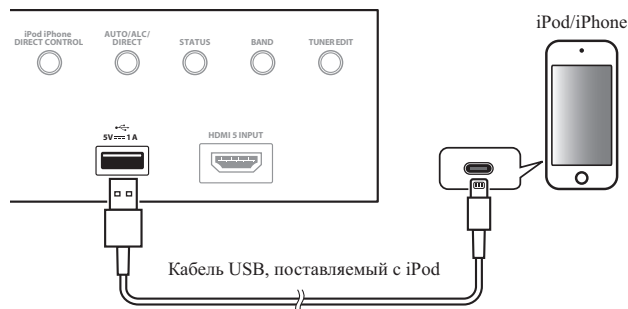 iPod/iPhone
iPod iPhone
DIRECT CONTROL
AUTO/ALC/
DIRECT
STATUS
BAND
TUNER EDIT
5V 1 A
HDMI 5 INPUT
Кабель USB, поставляемый с iPod